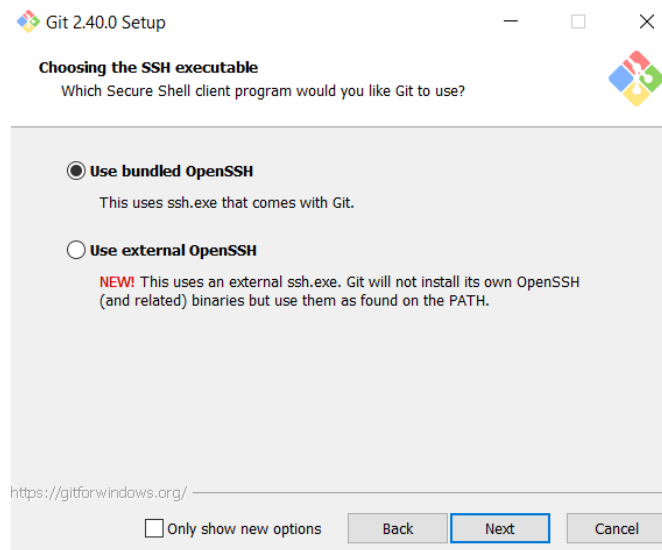 Git 2.40.0 Setup
Choosing the SSH executable
Which Secure Shell client program would you like Git to use?
Use bundled OpenSSH
This uses ssh.exe that comes with Git.
Use external OpenSSH
NEW! This uses an external ssh.exe. Git will not install its own OpenSSH
(and related) binaries but use them as found on the PATH.
https://gitforwindows.org/
Only show new options Back Next Cancel